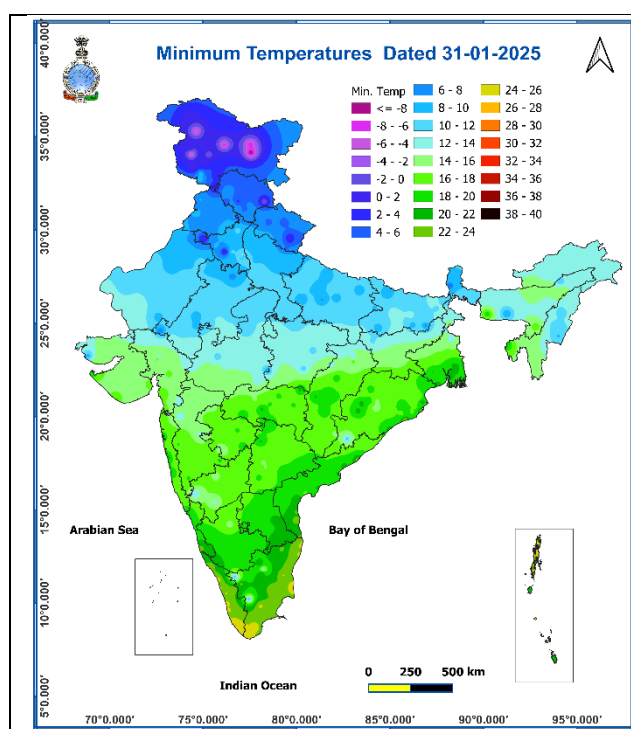 Minimum Temperatures Dated 31-01-2025
Min. Temp
<= -8
-8 - -6
-6 - -4
-4 - -2
-2 - 0
0 - 2
2 - 4
4 - 6
6 - 8
8 - 10
10 - 12
12 - 14
14 - 16
16 - 18
18 - 20
20 - 22
22 - 24
24 - 26
26 - 28
28 - 30
30 - 32
32 - 34
34 - 36
36 - 38
38 - 40
40°0.000'
35°0.000'
30°0.000'
25°0.000'
20°0.000'
15°0.000'
10°0.000'
5°0.000'
Arabian Sea
Bay of Bengal
Indian Ocean
0 250 500 km
70°0.000' 75°0.000' 80°0.000' 85°0.000' 90°0.000' 95°0.000'